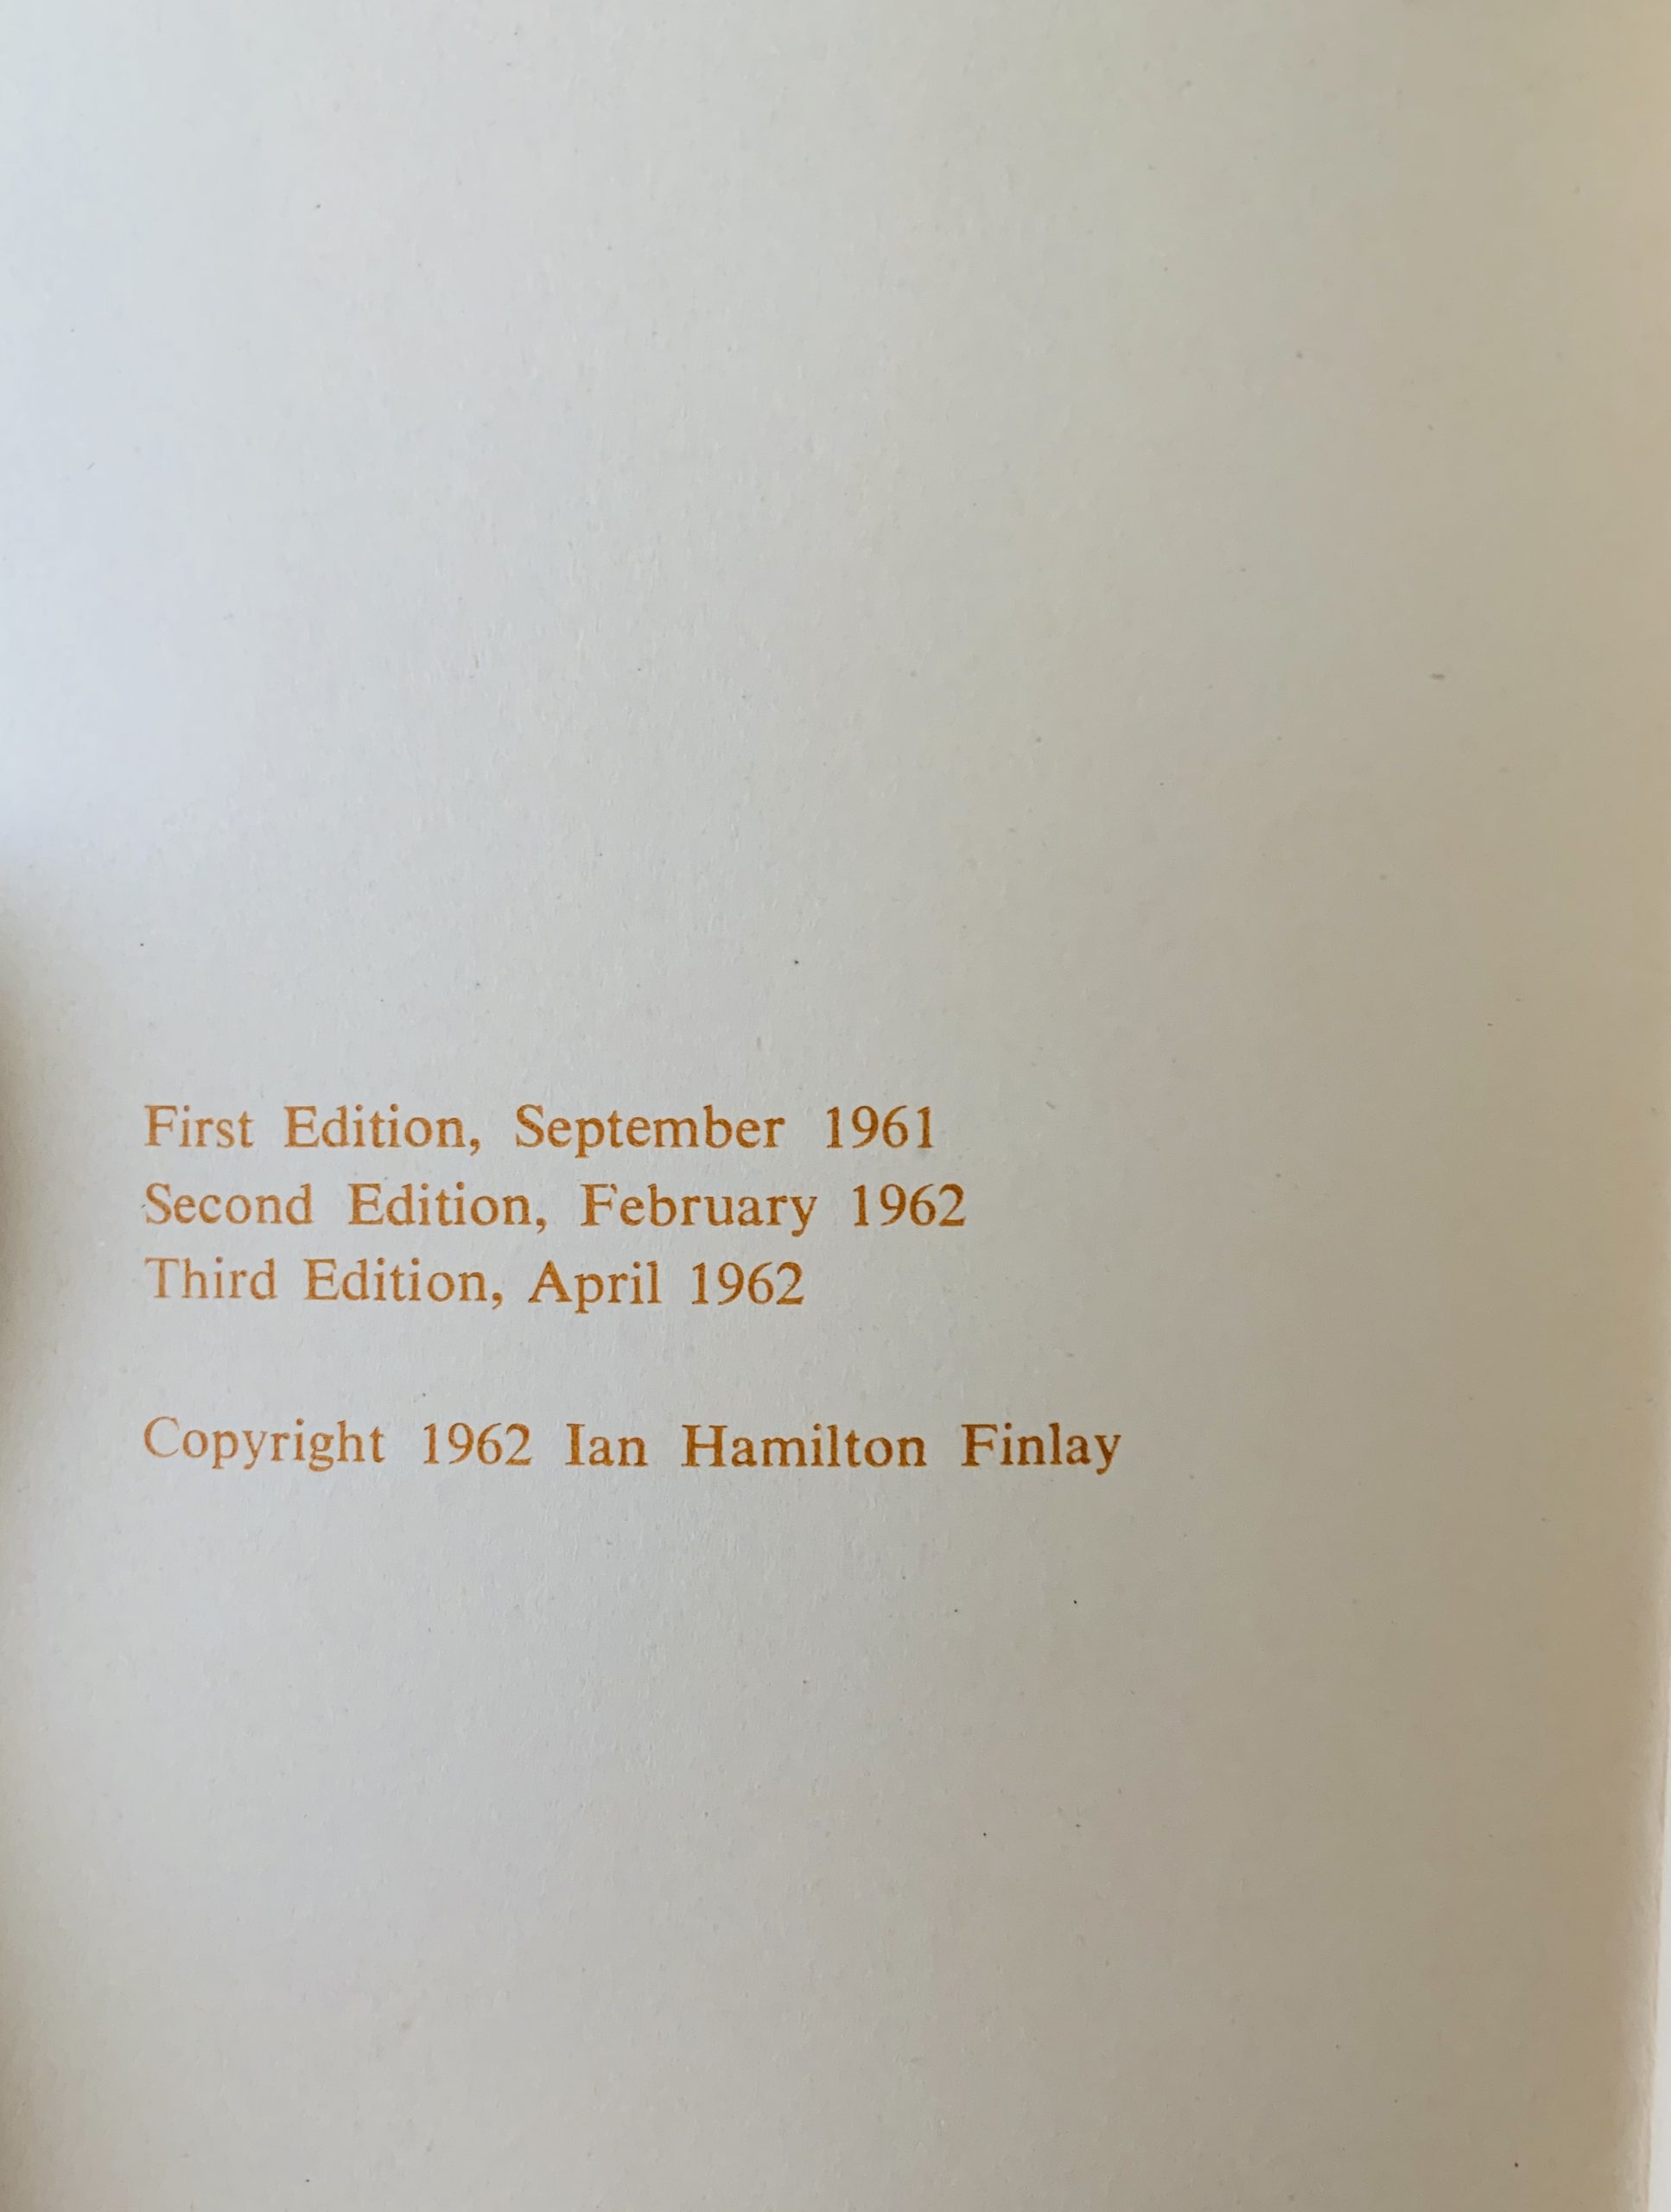 First Edition, September 1961
Second Edition, February 1962
Third Edition, April 1962
Copyright 1962 Ian Hamilton Finlay